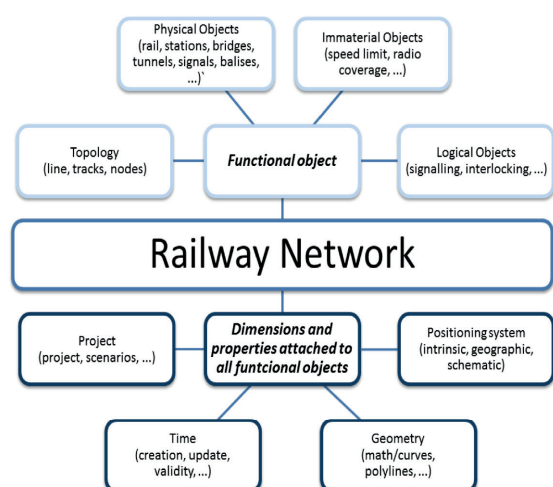 Physical Objects
(rail, stations, bridges,
tunnels, signals, balises,
...)`
Immaterial Objects
(speed limit, radio
coverage, ...)
Topology
(line, tracks, nodes)
Functional object
Logical Objects
(signalling, interlocking, ...)
Railway Network
Project
(project, scenarios, ...)
Dimensions and
properties attached to
all funtcional objects
Positioning system
(intrinsic, geographic,
schematic)
Time
(creation, update,
validity, ...)
Geometry
(math/curves,
polylines, ...)